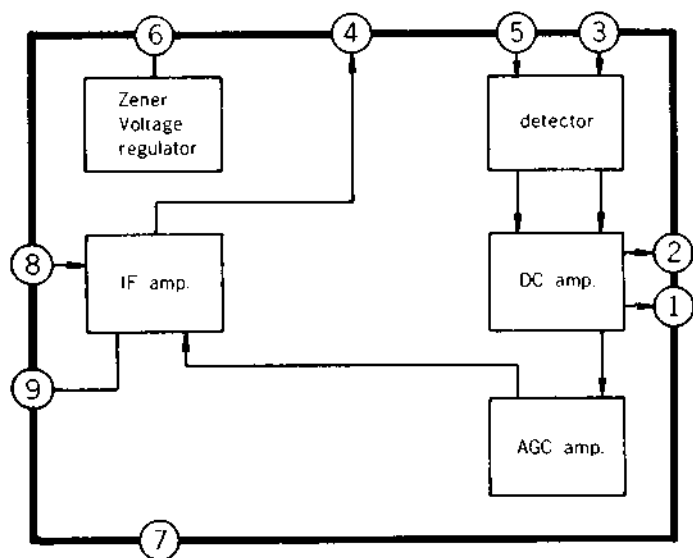 6
4
5
3
Zener
Voltage
regulator
detector
8
IF amp.
DC amp.
2
1
9
AGC amp.
7